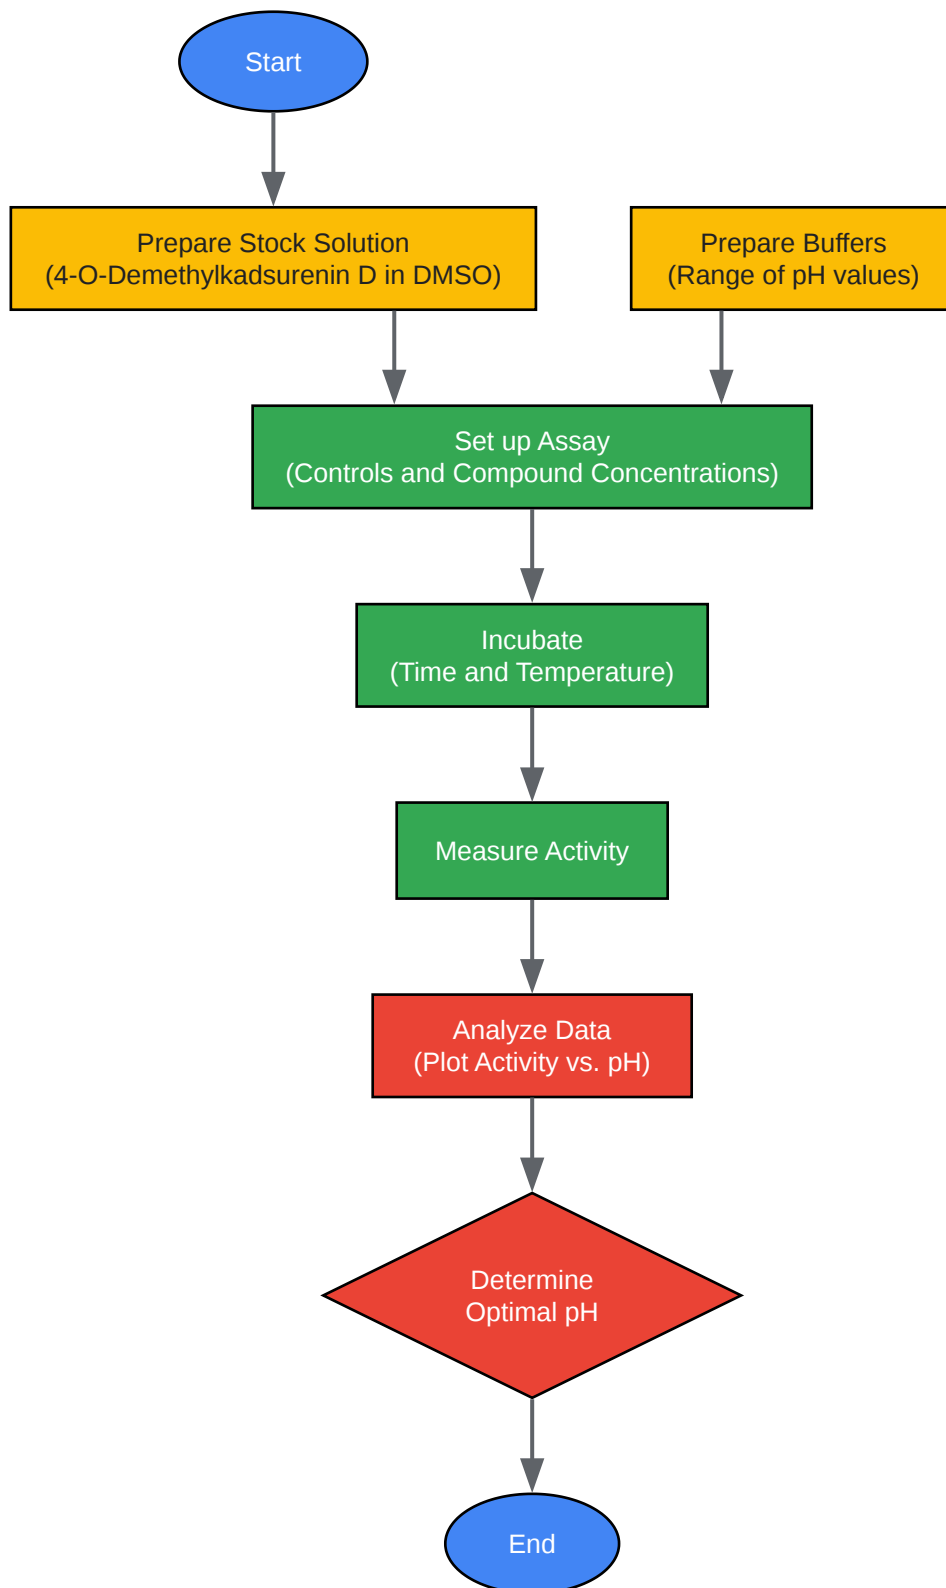 Start
Prepare Stock Solution
(4-O-Demethylkadsurenin D in DMSO)
Prepare Buffers
(Range of pH values)
Set up Assay
(Controls and Compound Concentrations)
Incubate
(Time and Temperature)
Measure Activity
Analyze Data
(Plot Activity vs. pH)
Determine
Optimal pH
End